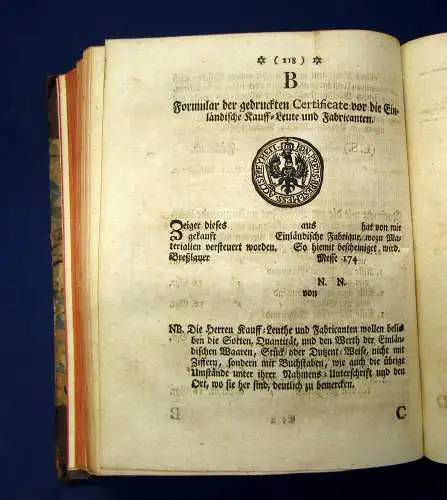 ✲ ( 218 ) ✲
B
Formular der gedruckten Certificate vor die Ein-
ländische Kauff-Leute und Fabricanten.
Zeiger dieses aus hat von mir
gekauft Einländische Fabrique, wozu Ma-
terialien versteuert worden. So hiemit bescheiniget wird.
Breßlauer Messe 174
N. N.
von
NB. Die Herren Kauff-Leuthe und Fabricanten wollen belie-
ben die Sorten, Quantität, und den Werth der Einlän-
dischen Waaren, Stück- oder Dutzent-Weise, nicht mit
Ziffern, sondern mit Buchstaben, wie auch die übrige
Umstände unter ihrer Nahmens-Unterschrift und den
Ort, wo sie her sind, deutlich zu bemercken.
C